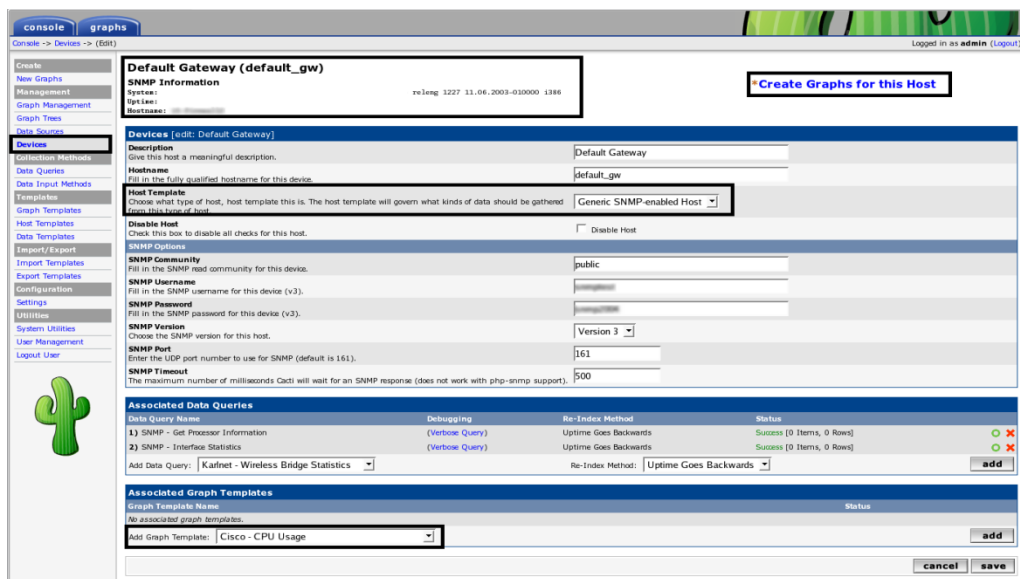 console graphs
Console -> Devices -> (Edit)
Logged in as admin (Logout)
Create
New Graphs
Management
Graph Management
Graph Trees
Data Sources
Devices
Collection Methods
Data Queries
Data Input Methods
Templates
Graph Templates
Host Templates
Data Templates
Import/Export
Import Templates
Export Templates
Configuration
Settings
Utilities
System Utilities
User Management
Logout User
Default Gateway (default_gw)
SNMP Information
System: releng 1227 11.06.2003-010000 i386
Uptime:
Hostname:
*Create Graphs for this Host
Devices [edit: Default Gateway]
Description
Give this host a meaningful description.
Default Gateway
Hostname
Fill in the fully qualified hostname for this device.
default_gw
Host Template
Choose what type of host, host template this is. The host template will govern what kinds of data should be gathered
from this type of host.
Generic SNMP-enabled Host
Disable Host
Check this box to disable all checks for this host.
Disable Host
SNMP Options
SNMP Community
Fill in the SNMP read community for this device.
public
SNMP Username
Fill in the SNMP username for this device (v3).
SNMP Password
Fill in the SNMP password for this device (v3).
SNMP Version
Choose the SNMP version for this host.
Version 3
SNMP Port
Enter the UDP port number to use for SNMP (default is 161).
161
SNMP Timeout
The maximum number of milliseconds Cacti will wait for an SNMP response (does not work with php-snmp support).
500
Associated Data Queries
Data Query Name Debugging Re-Index Method Status
1) SNMP - Get Processor Information (Verbose Query) Uptime Goes Backwards Success [0 Items, 0 Rows]
2) SNMP - Interface Statistics (Verbose Query) Uptime Goes Backwards Success [0 Items, 0 Rows]
Add Data Query: Karlnet - Wireless Bridge Statistics Re-Index Method: Uptime Goes Backwards add
Associated Graph Templates
Graph Template Name Status
No associated graph templates.
Add Graph Template: Cisco - CPU Usage add
cancel save